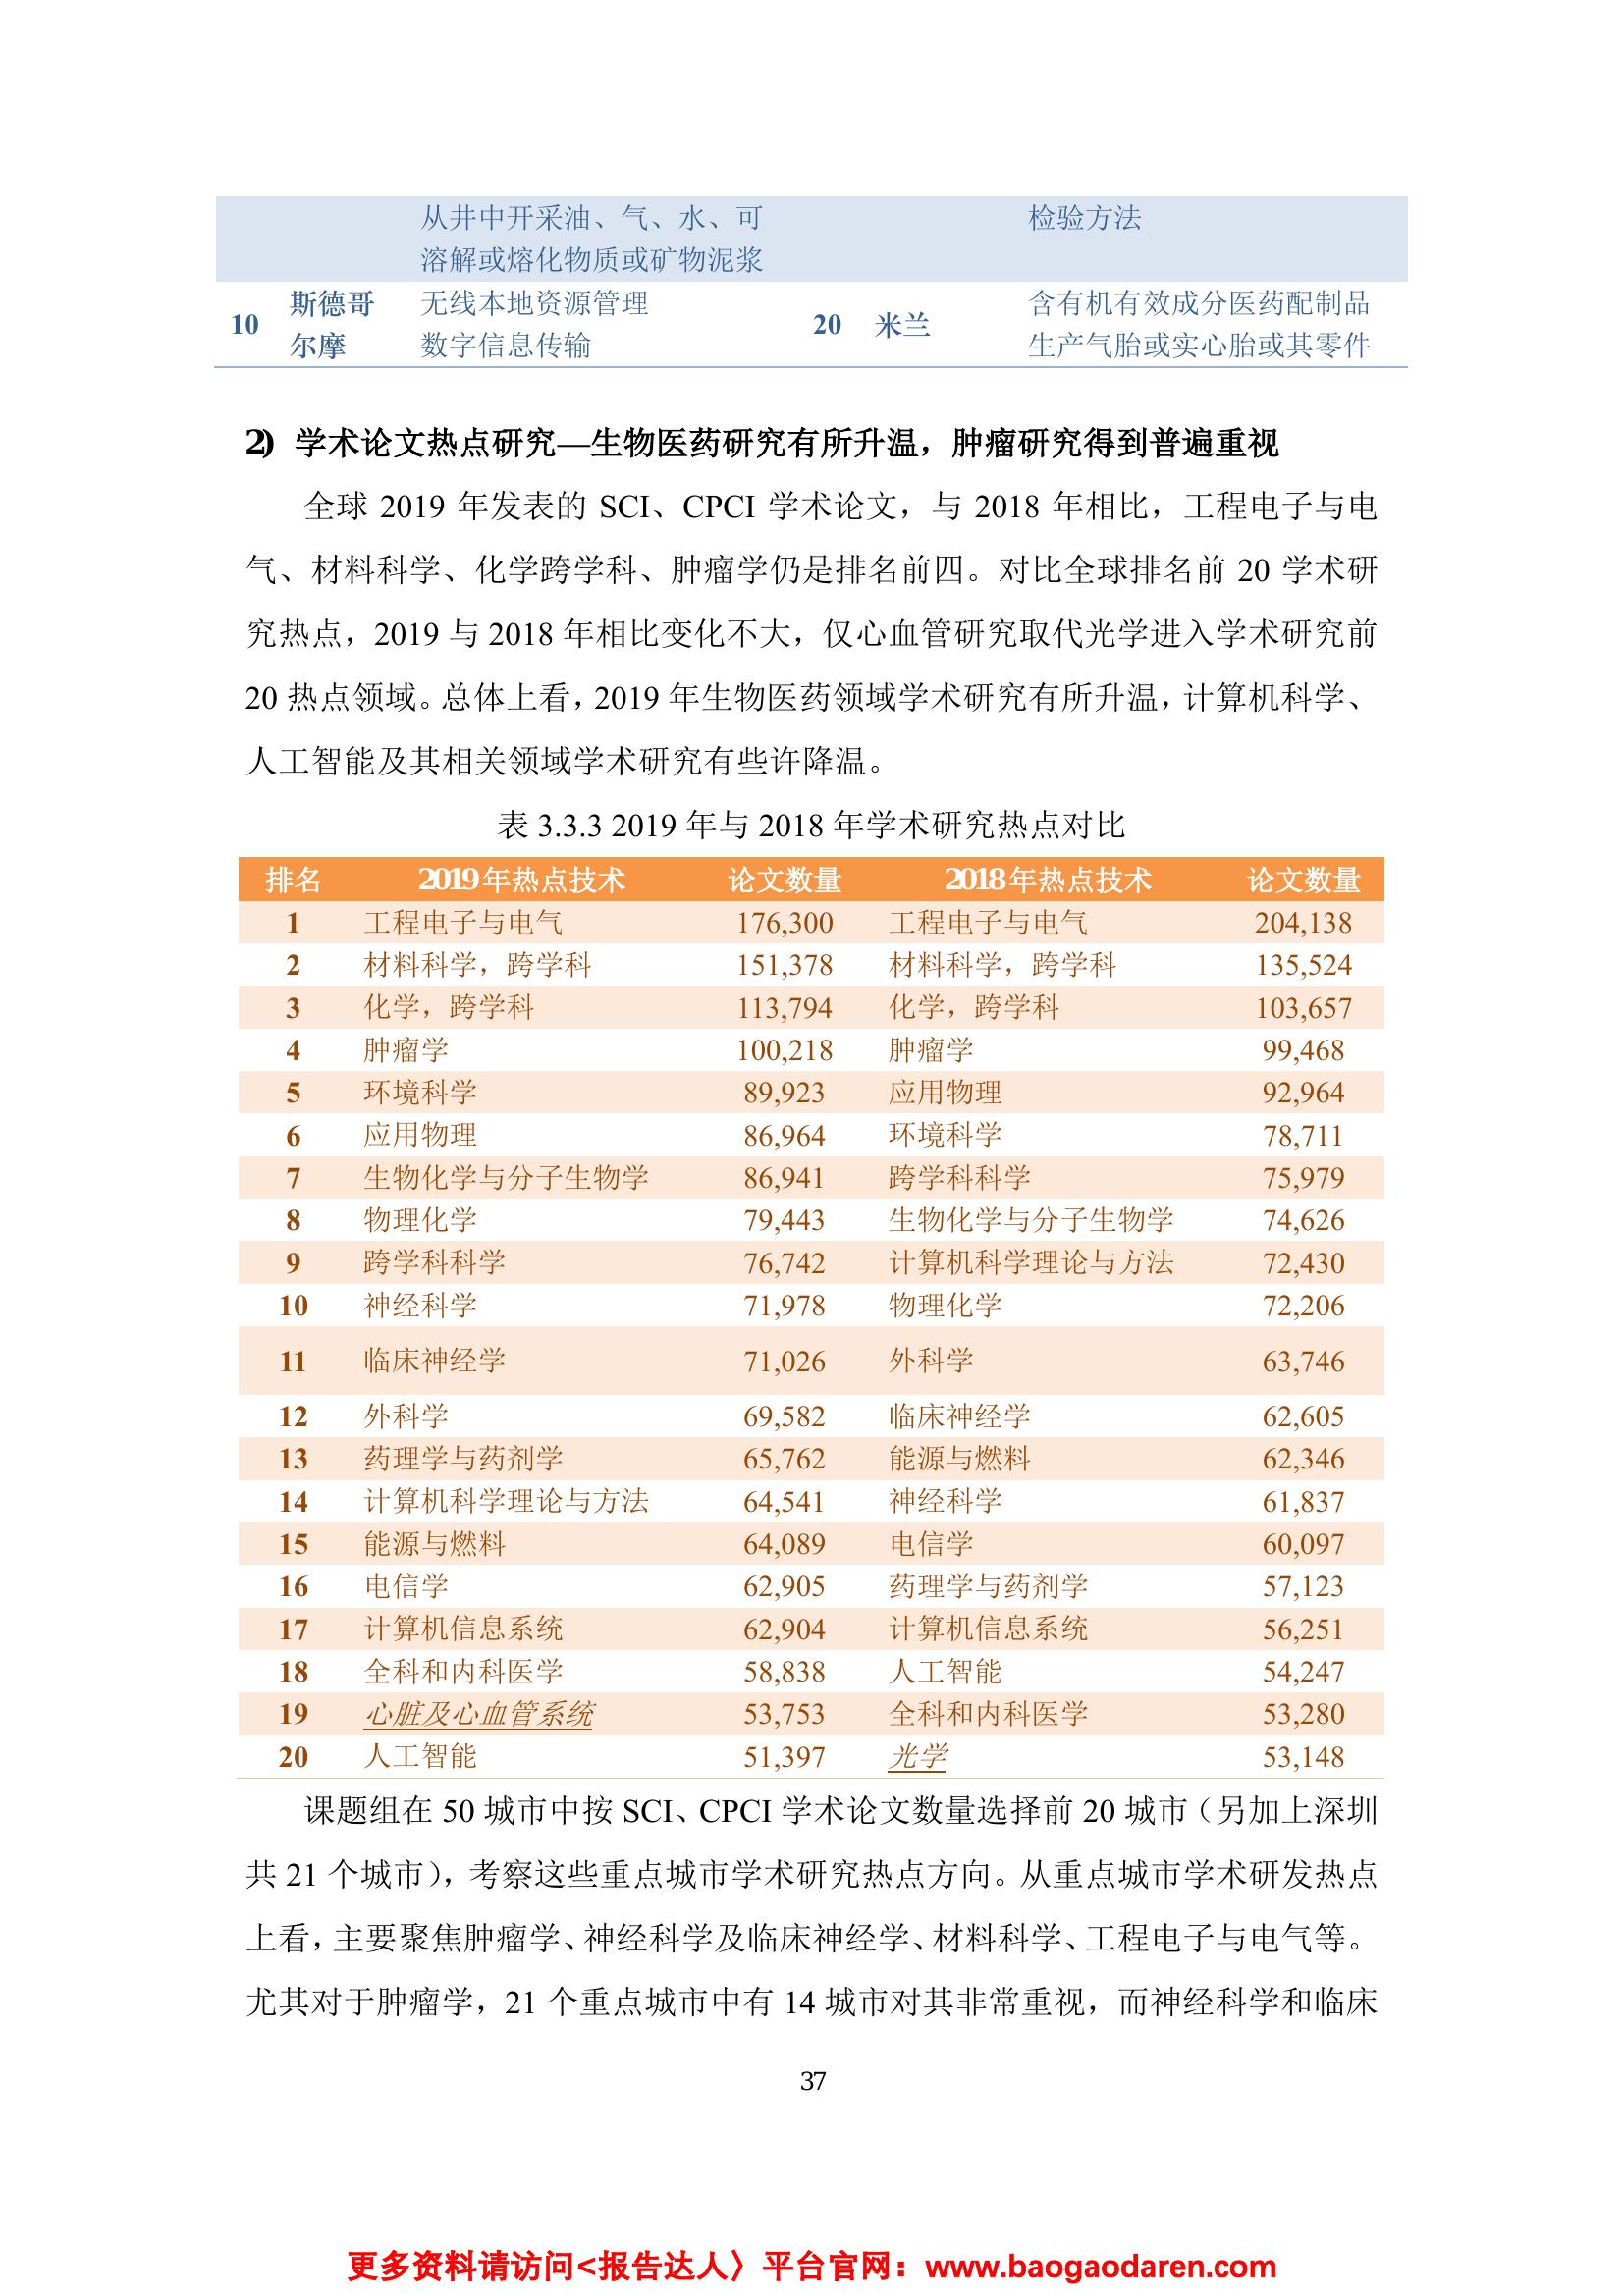 从井中开采油、气、水、可 检验方法
溶解或熔化物质或矿物泥浆
10 斯德哥尔摩 无线本地资源管理 20 米兰 含有机有效成分医药配制品
数字信息传输 生产气胎或实心胎或其零件
2) 学术论文热点研究—生物医药研究有所升温，肿瘤研究得到普遍重视
全球 2019 年发表的 SCI、CPCI 学术论文，与 2018 年相比，工程电子与电
气、材料科学、化学跨学科、肿瘤学仍是排名前四。对比全球排名前 20 学术研
究热点，2019 与 2018 年相比变化不大，仅心血管研究取代光学进入学术研究前
20 热点领域。总体上看，2019 年生物医药领域学术研究有所升温，计算机科学、
人工智能及其相关领域学术研究有些许降温。
表 3.3.3 2019 年与 2018 年学术研究热点对比
排名 2019年热点技术 论文数量 2018年热点技术 论文数量
1 工程电子与电气 176,300 工程电子与电气 204,138
2 材料科学，跨学科 151,378 材料科学，跨学科 135,524
3 化学，跨学科 113,794 化学，跨学科 103,657
4 肿瘤学 100,218 肿瘤学 99,468
5 环境科学 89,923 应用物理 92,964
6 应用物理 86,964 环境科学 78,711
7 生物化学与分子生物学 86,941 跨学科科学 75,979
8 物理化学 79,443 生物化学与分子生物学 74,626
9 跨学科科学 76,742 计算机科学理论与方法 72,430
10 神经科学 71,978 物理化学 72,206
11 临床神经学 71,026 外科学 63,746
12 外科学 69,582 临床神经学 62,605
13 药理学与药剂学 65,762 能源与燃料 62,346
14 计算机科学理论与方法 64,541 神经科学 61,837
15 能源与燃料 64,089 电信学 60,097
16 电信学 62,905 药理学与药剂学 57,123
17 计算机信息系统 62,904 计算机信息系统 56,251
18 全科和内科医学 58,838 人工智能 54,247
19 心脏及心血管系统 53,753 全科和内科医学 53,280
20 人工智能 51,397 光学 53,148
课题组在 50 城市中按 SCI、CPCI 学术论文数量选择前 20 城市（另加上深圳
共 21 个城市），考察这些重点城市学术研究热点方向。从重点城市学术研发热点
上看，主要聚焦肿瘤学、神经科学及临床神经学、材料科学、工程电子与电气等。
尤其对于肿瘤学，21 个重点城市中有 14 城市对其非常重视，而神经科学和临床
37
更多资料请访问<报告达人〉平台官网：www.baogaodaren.com